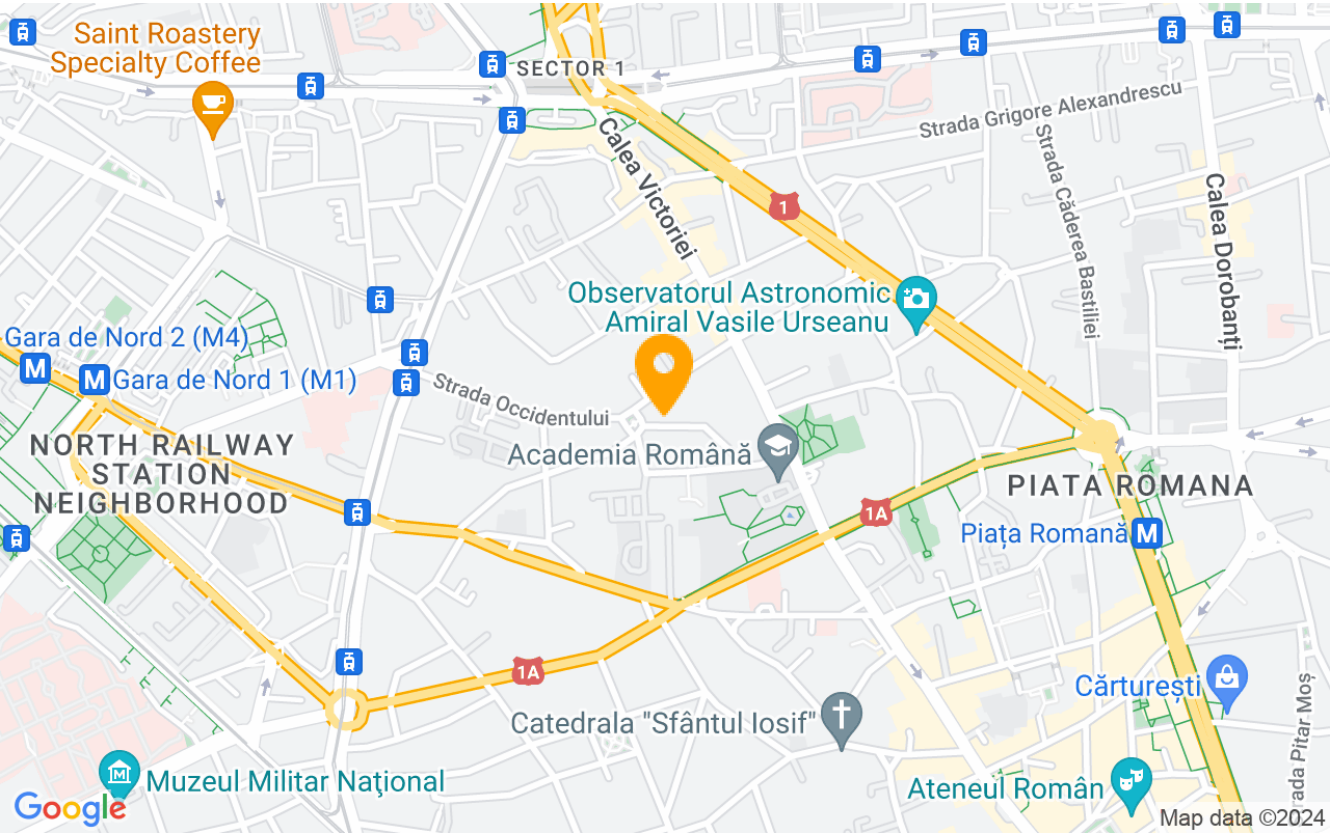 Saint Roastery
Specialty Coffee
SECTOR 1
Strada Grigore Alexandrescu
Strada Căderea Bastiliei
Calea Victoriei
Calea Dorobanți
1
Observatorul Astronomic
Amiral Vasile Urseanu
Gara de Nord 2 (M4)
M
M
Gara de Nord 1 (M1)
Strada Occidentului
NORTH RAILWAY
STATION
NEIGHBORHOOD
Academia Română
PIATA ROMANA
1A
Piața Romană
M
1A
Cărturești
Catedrala "Sfântul Iosif"
rada Pitar Moș
Muzeul Militar Naţional
Ateneul Român
Google
Map data ©2024